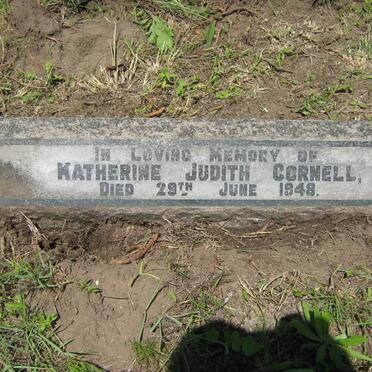 In Loving Memory of
Katherine Judith Cornell,
Died 29th June 1948.